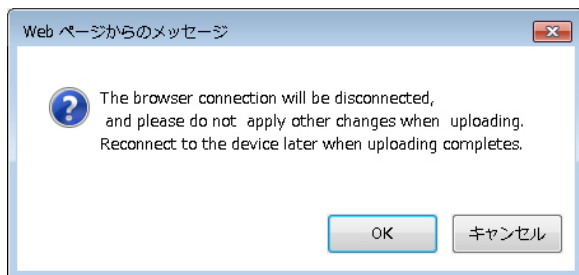 Web ページからのメッセージ
The browser connection will be disconnected,
and please do not  apply other changes when  uploading.
Reconnect to the device later when uploading completes.
OK
キャンセル